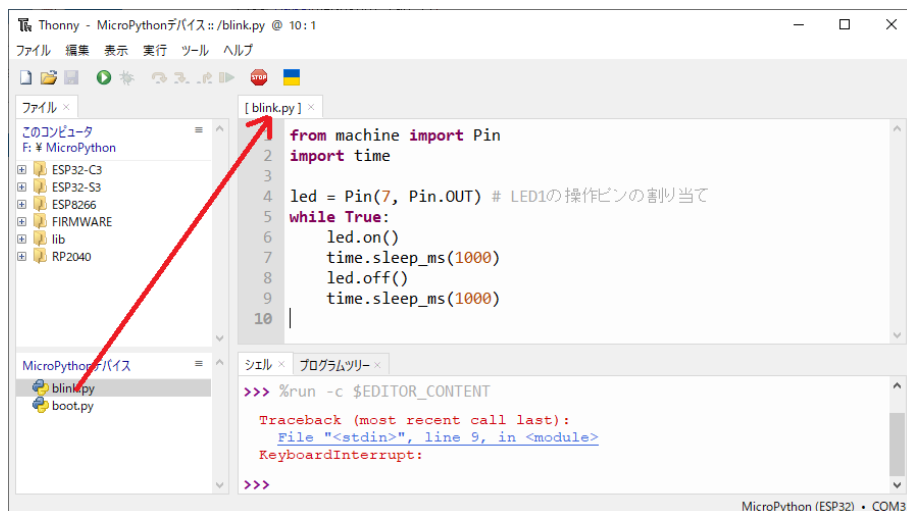 Thonny - MicroPythonデバイス :: /blink.py @ 10:1
ファイル 編集 表示 実行 ツール ヘルプ
STOP
ファイル ×
このコンピュータ
F: ¥ MicroPython
ESP32-C3
ESP32-S3
ESP8266
FIRMWARE
lib
RP2040
MicroPythonデバイス
blink.py
boot.py
[ blink.py ] ×
1 from machine import Pin
2 import time
3
4 led = Pin(7, Pin.OUT) # LED1の操作ピンの割り当て
5 while True:
6     led.on()
7     time.sleep_ms(1000)
8     led.off()
9     time.sleep_ms(1000)
10
シェル × プログラムツリー ×
>>> %run -c $EDITOR_CONTENT
Traceback (most recent call last):
File "<stdin>", line 9, in <module>
KeyboardInterrupt:
>>>
MicroPython (ESP32) • COM3